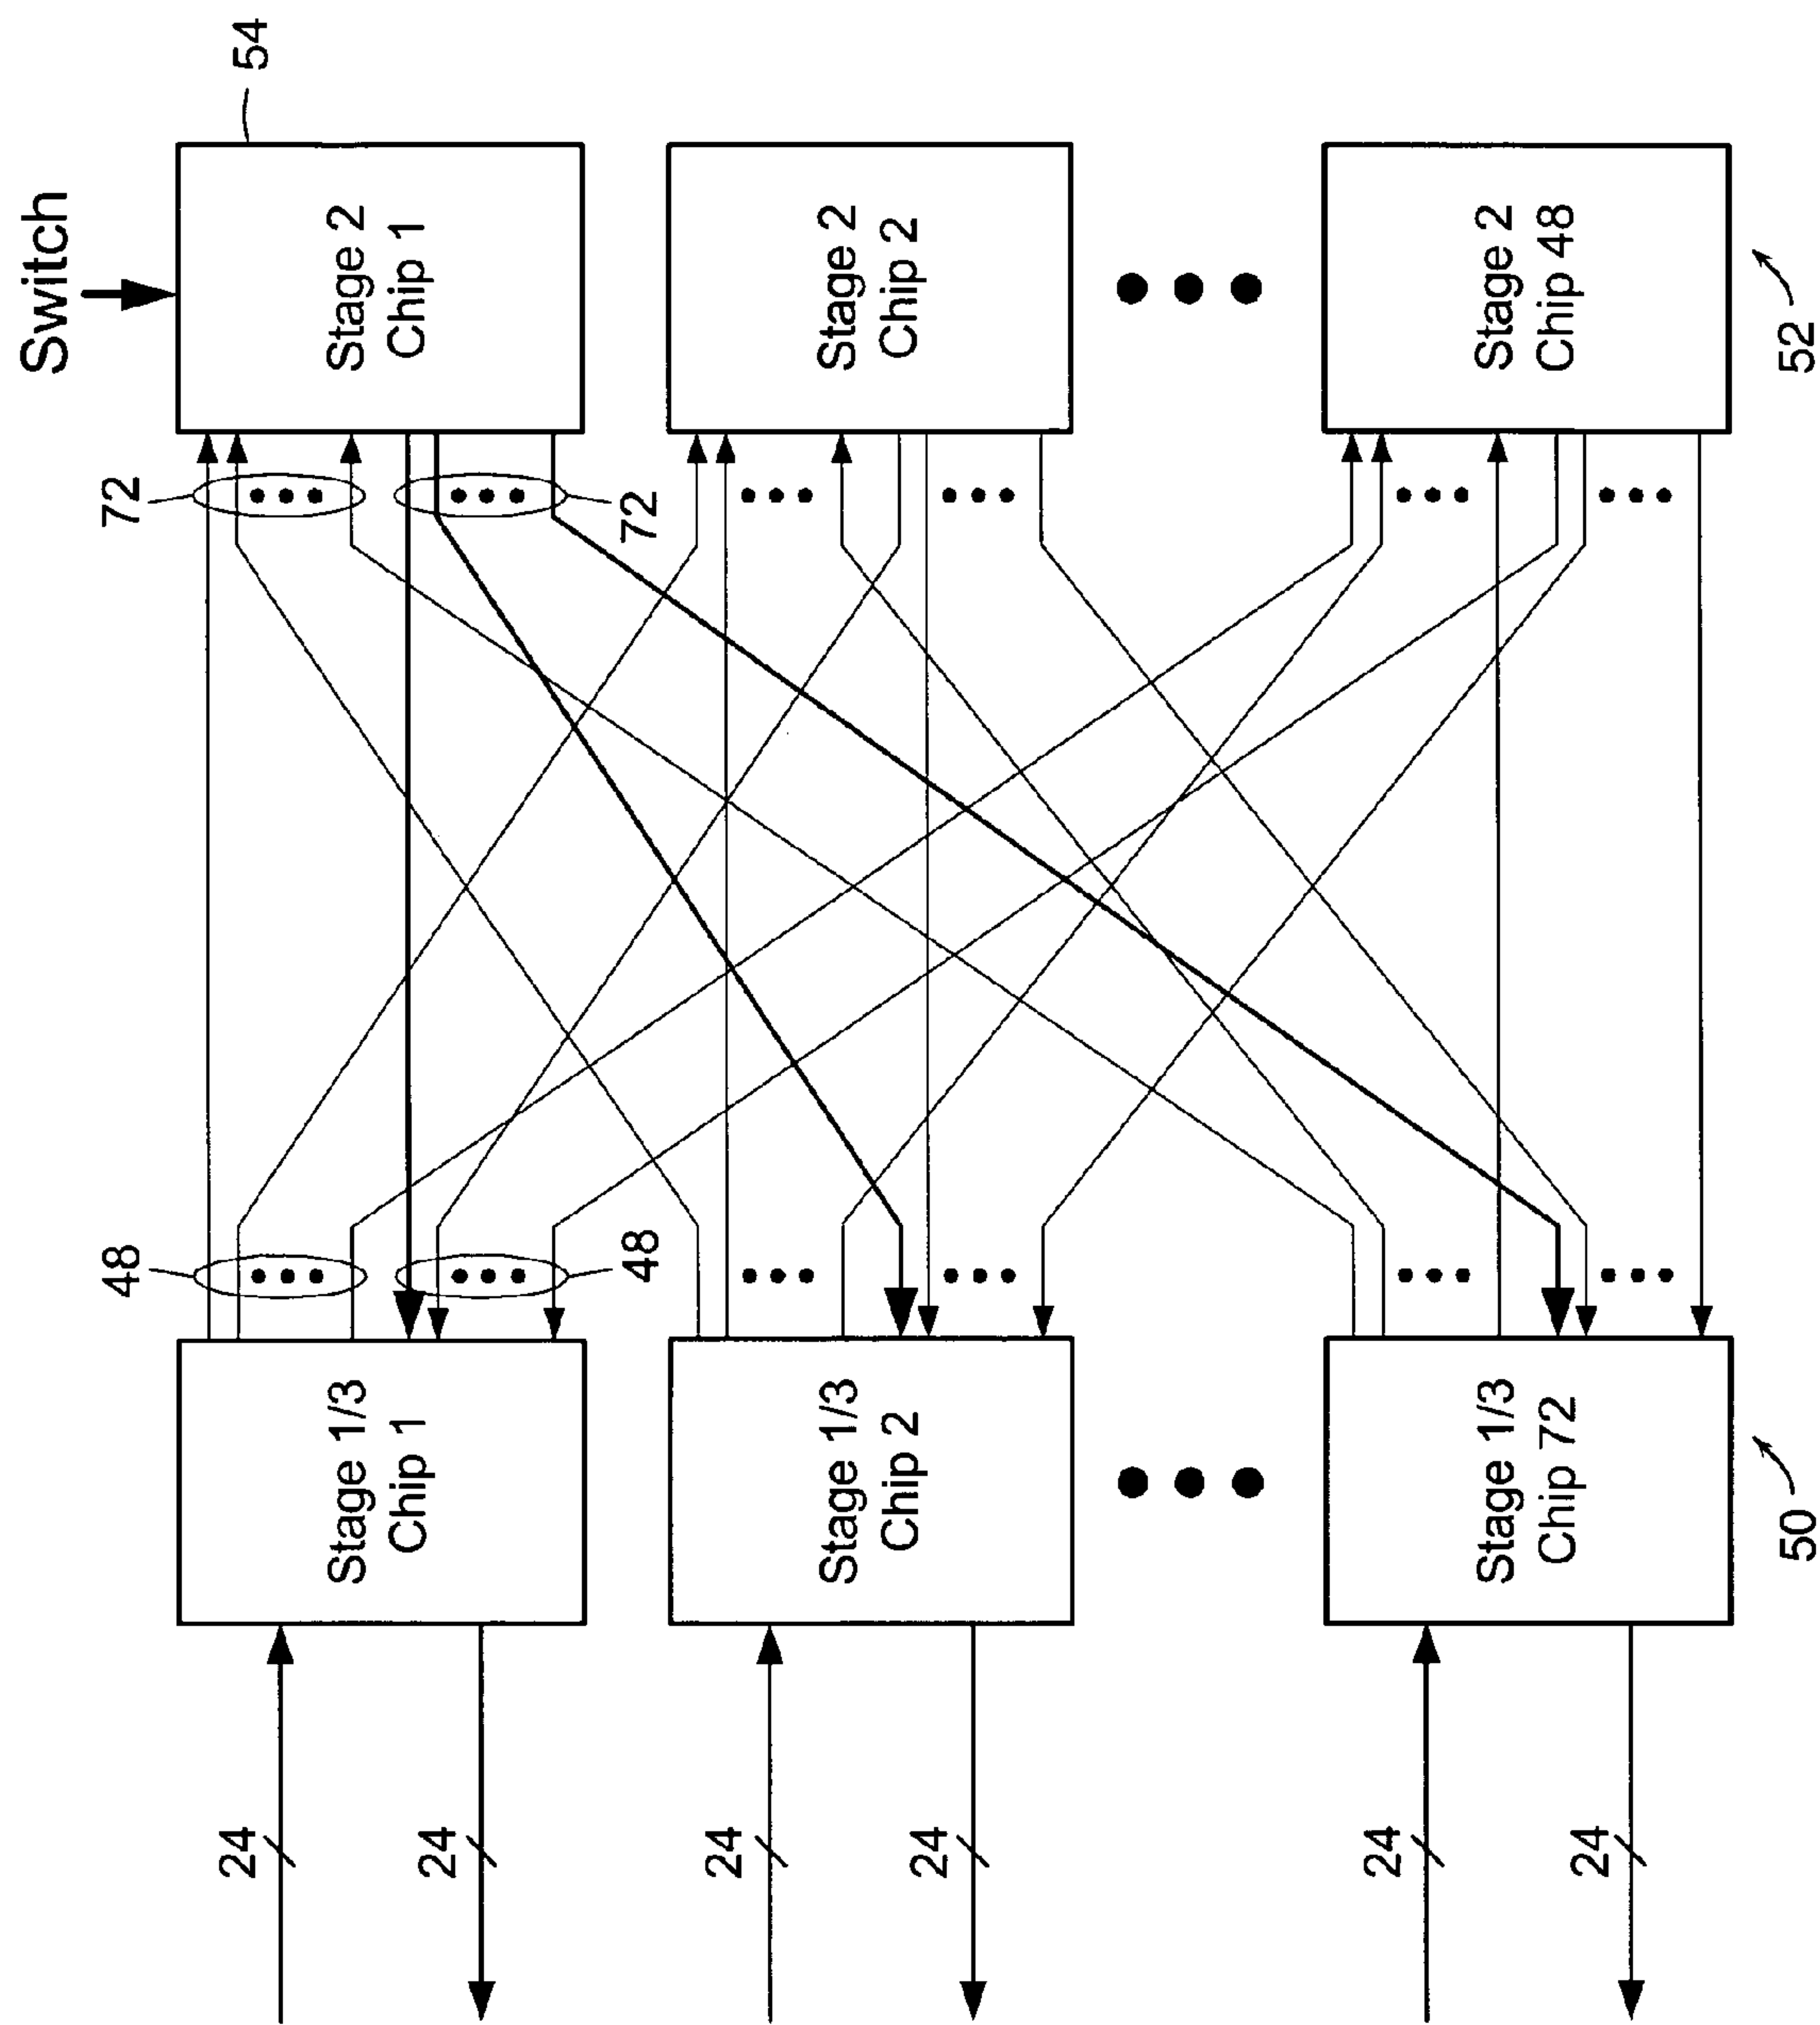 Switch
54
Stage 2
Chip 1
Stage 2
Chip 2
Stage 2
Chip 48
52
72
72
48
48
Stage 1/3
Chip 1
Stage 1/3
Chip 2
Stage 1/3
Chip 72
50
24
24
24
24
24
24